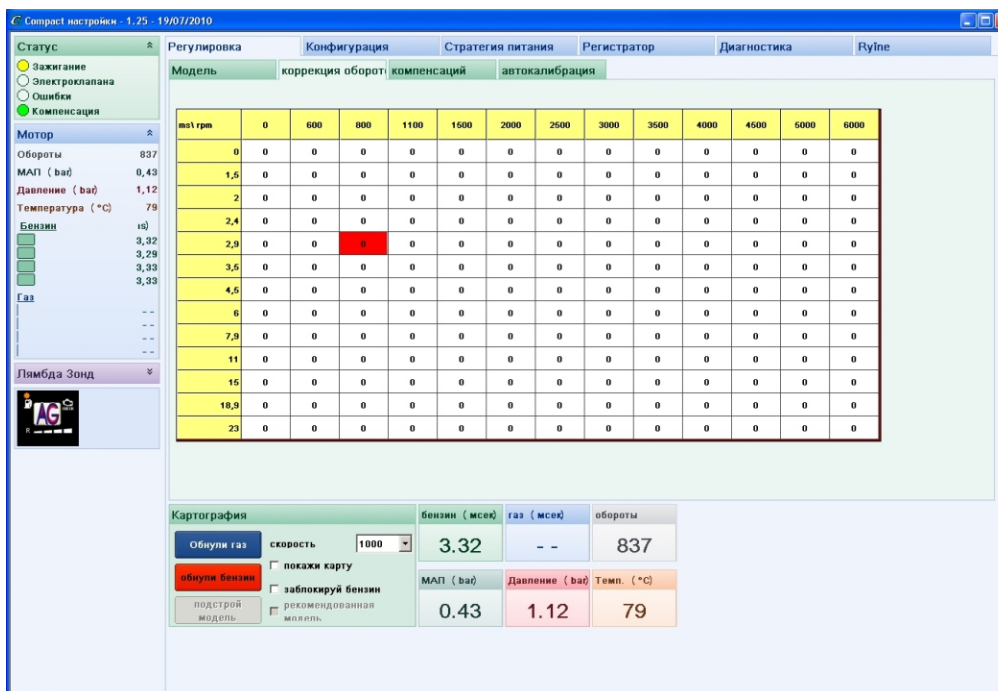 Compact настройки - 1.25 - 19/07/2010
Статус
Зажигание
Электроклапана
Ошибки
Компенсация
Мотор
Обороты 837
МАП ( bar) 0,43
Давление ( bar) 1,12
Температура ( °C) 79
Бензин ıs)
3,32
3,29
3,33
3,33
Газ
- -
- -
- -
- -
Лямбда Зонд
AG
R
Регулировка Конфигурация Стратегия питания Регистратор Диагностика Rylne
Модель коррекция оборот компенсаций автокалибрация
ms\ rpm 0 600 800 1100 1500 2000 2500 3000 3500 4000 4500 5000 6000
0 0 0 0 0 0 0 0 0 0 0 0 0 0
1,5 0 0 0 0 0 0 0 0 0 0 0 0 0
2 0 0 0 0 0 0 0 0 0 0 0 0 0
2,4 0 0 0 0 0 0 0 0 0 0 0 0 0
2,9 0 0 0 0 0 0 0 0 0 0 0 0 0
3,5 0 0 0 0 0 0 0 0 0 0 0 0 0
4,5 0 0 0 0 0 0 0 0 0 0 0 0 0
6 0 0 0 0 0 0 0 0 0 0 0 0 0
7,9 0 0 0 0 0 0 0 0 0 0 0 0 0
11 0 0 0 0 0 0 0 0 0 0 0 0 0
15 0 0 0 0 0 0 0 0 0 0 0 0 0
18,9 0 0 0 0 0 0 0 0 0 0 0 0 0
23 0 0 0 0 0 0 0 0 0 0 0 0 0
Картография
Обнули газ
обнули бензин
подстрой
модель
скорость 1000
покажи карту
заблокируй бензин
рекомендованная
модель
бензин ( мсек) газ ( мсек) обороты
3.32 - - 837
МАП ( bar) Давление ( bar) Темп. ( °C)
0.43 1.12 79